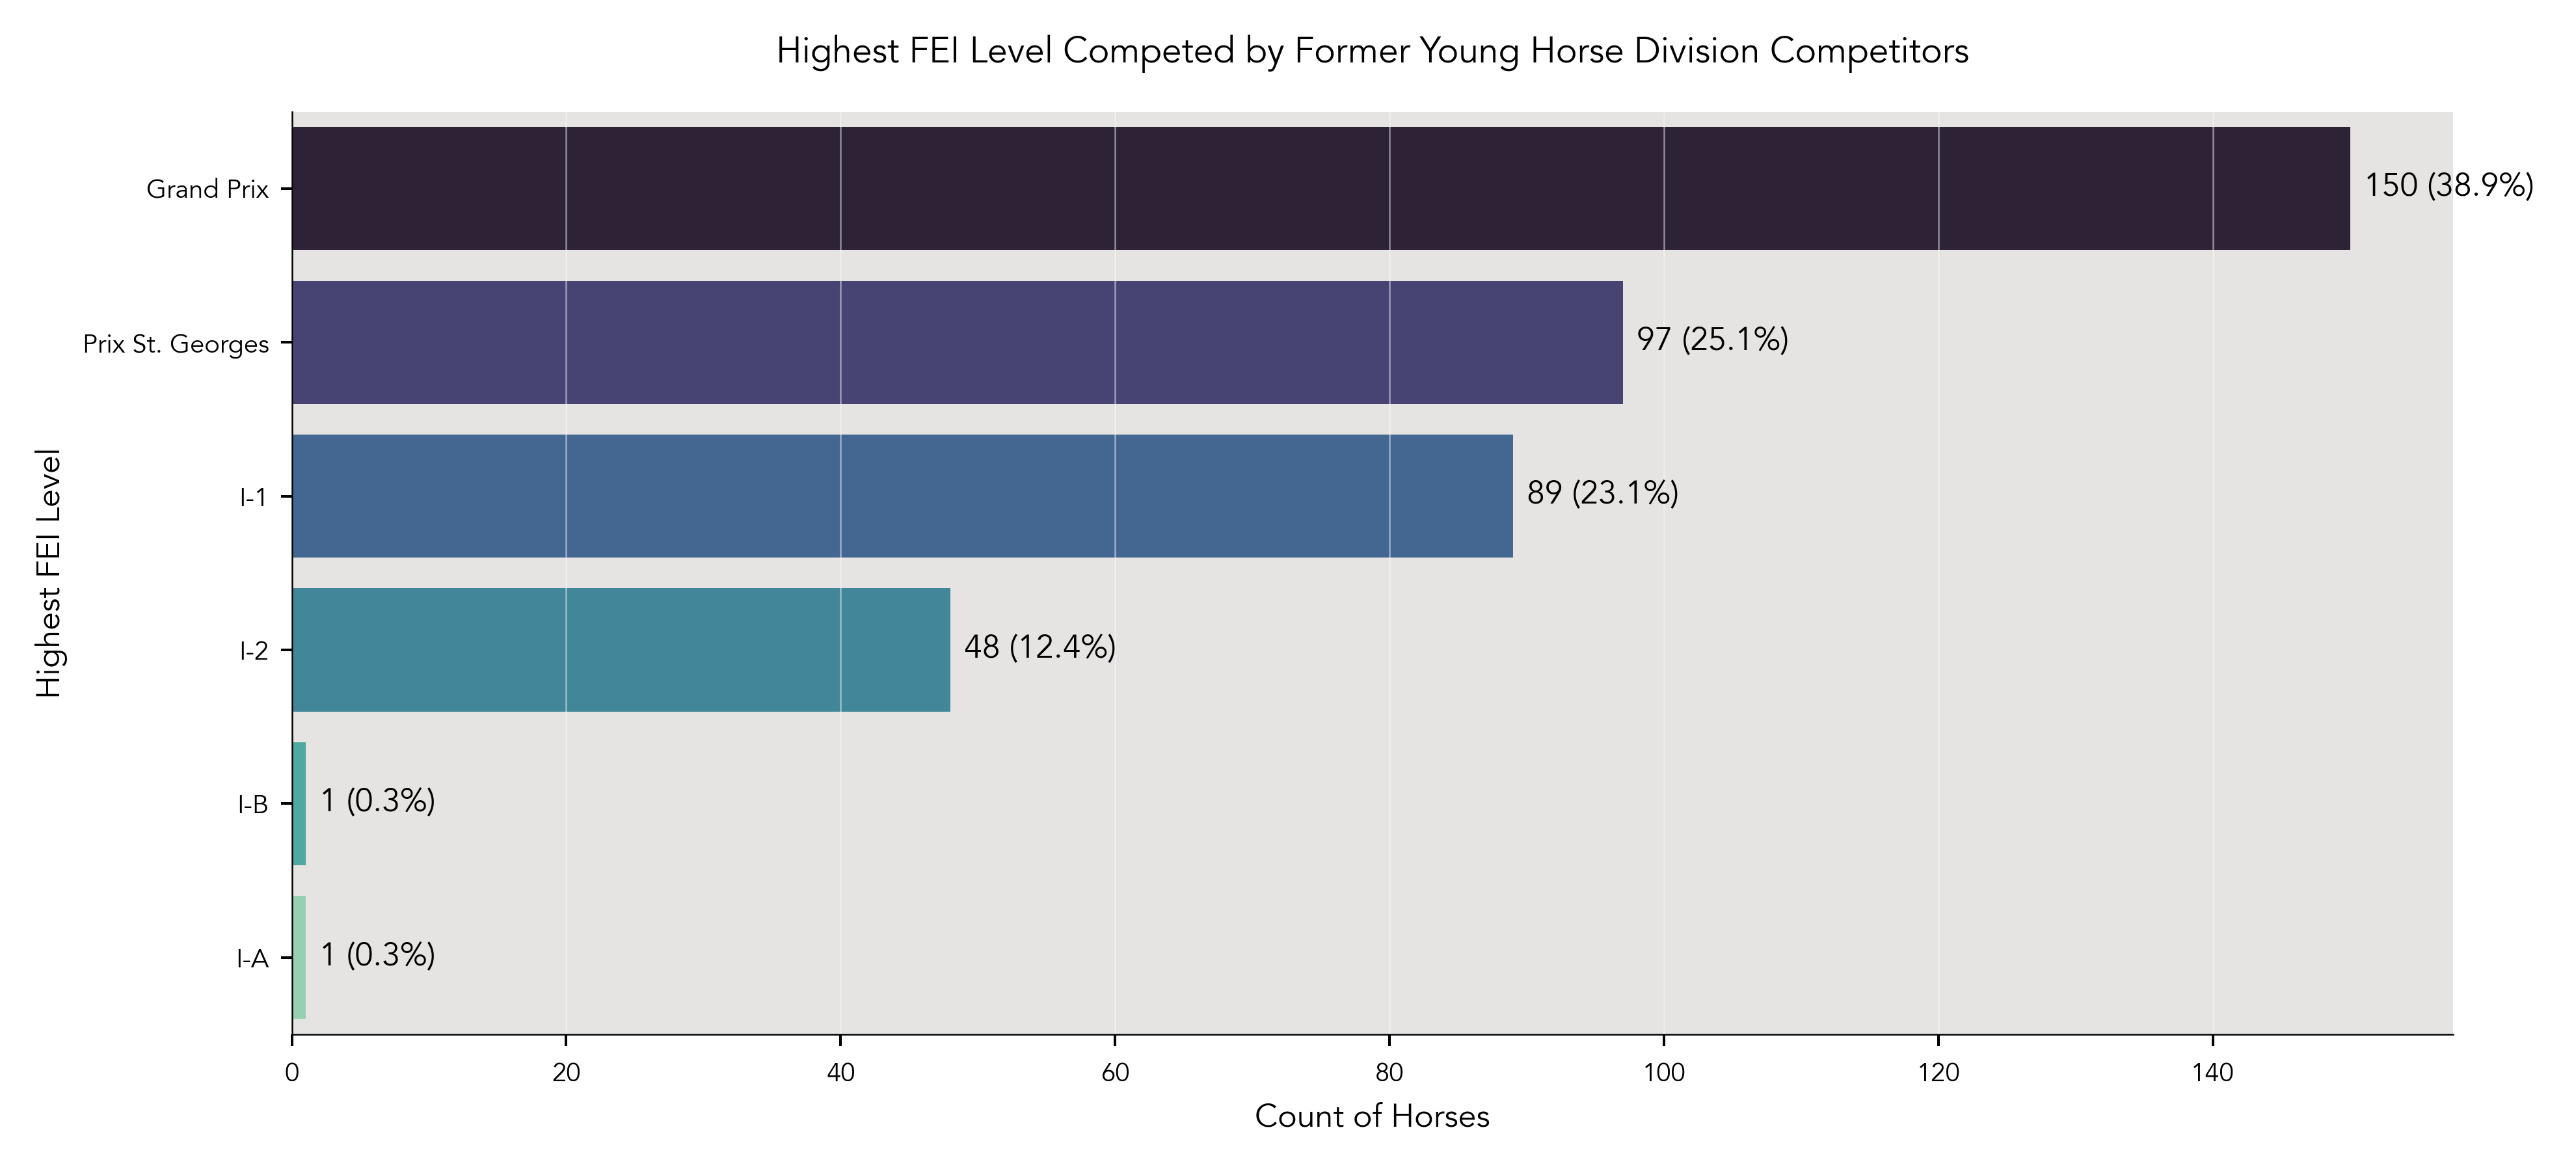 Highest FEI Level Competed by Former Young Horse Division Competitors
Grand Prix
150 (38.9%)
Prix St. Georges
97 (25.1%)
I-1
89 (23.1%)
I-2
48 (12.4%)
I-B
1 (0.3%)
I-A
1 (0.3%)
Highest FEI Level
0 20 40 60 80 100 120 140
Count of Horses